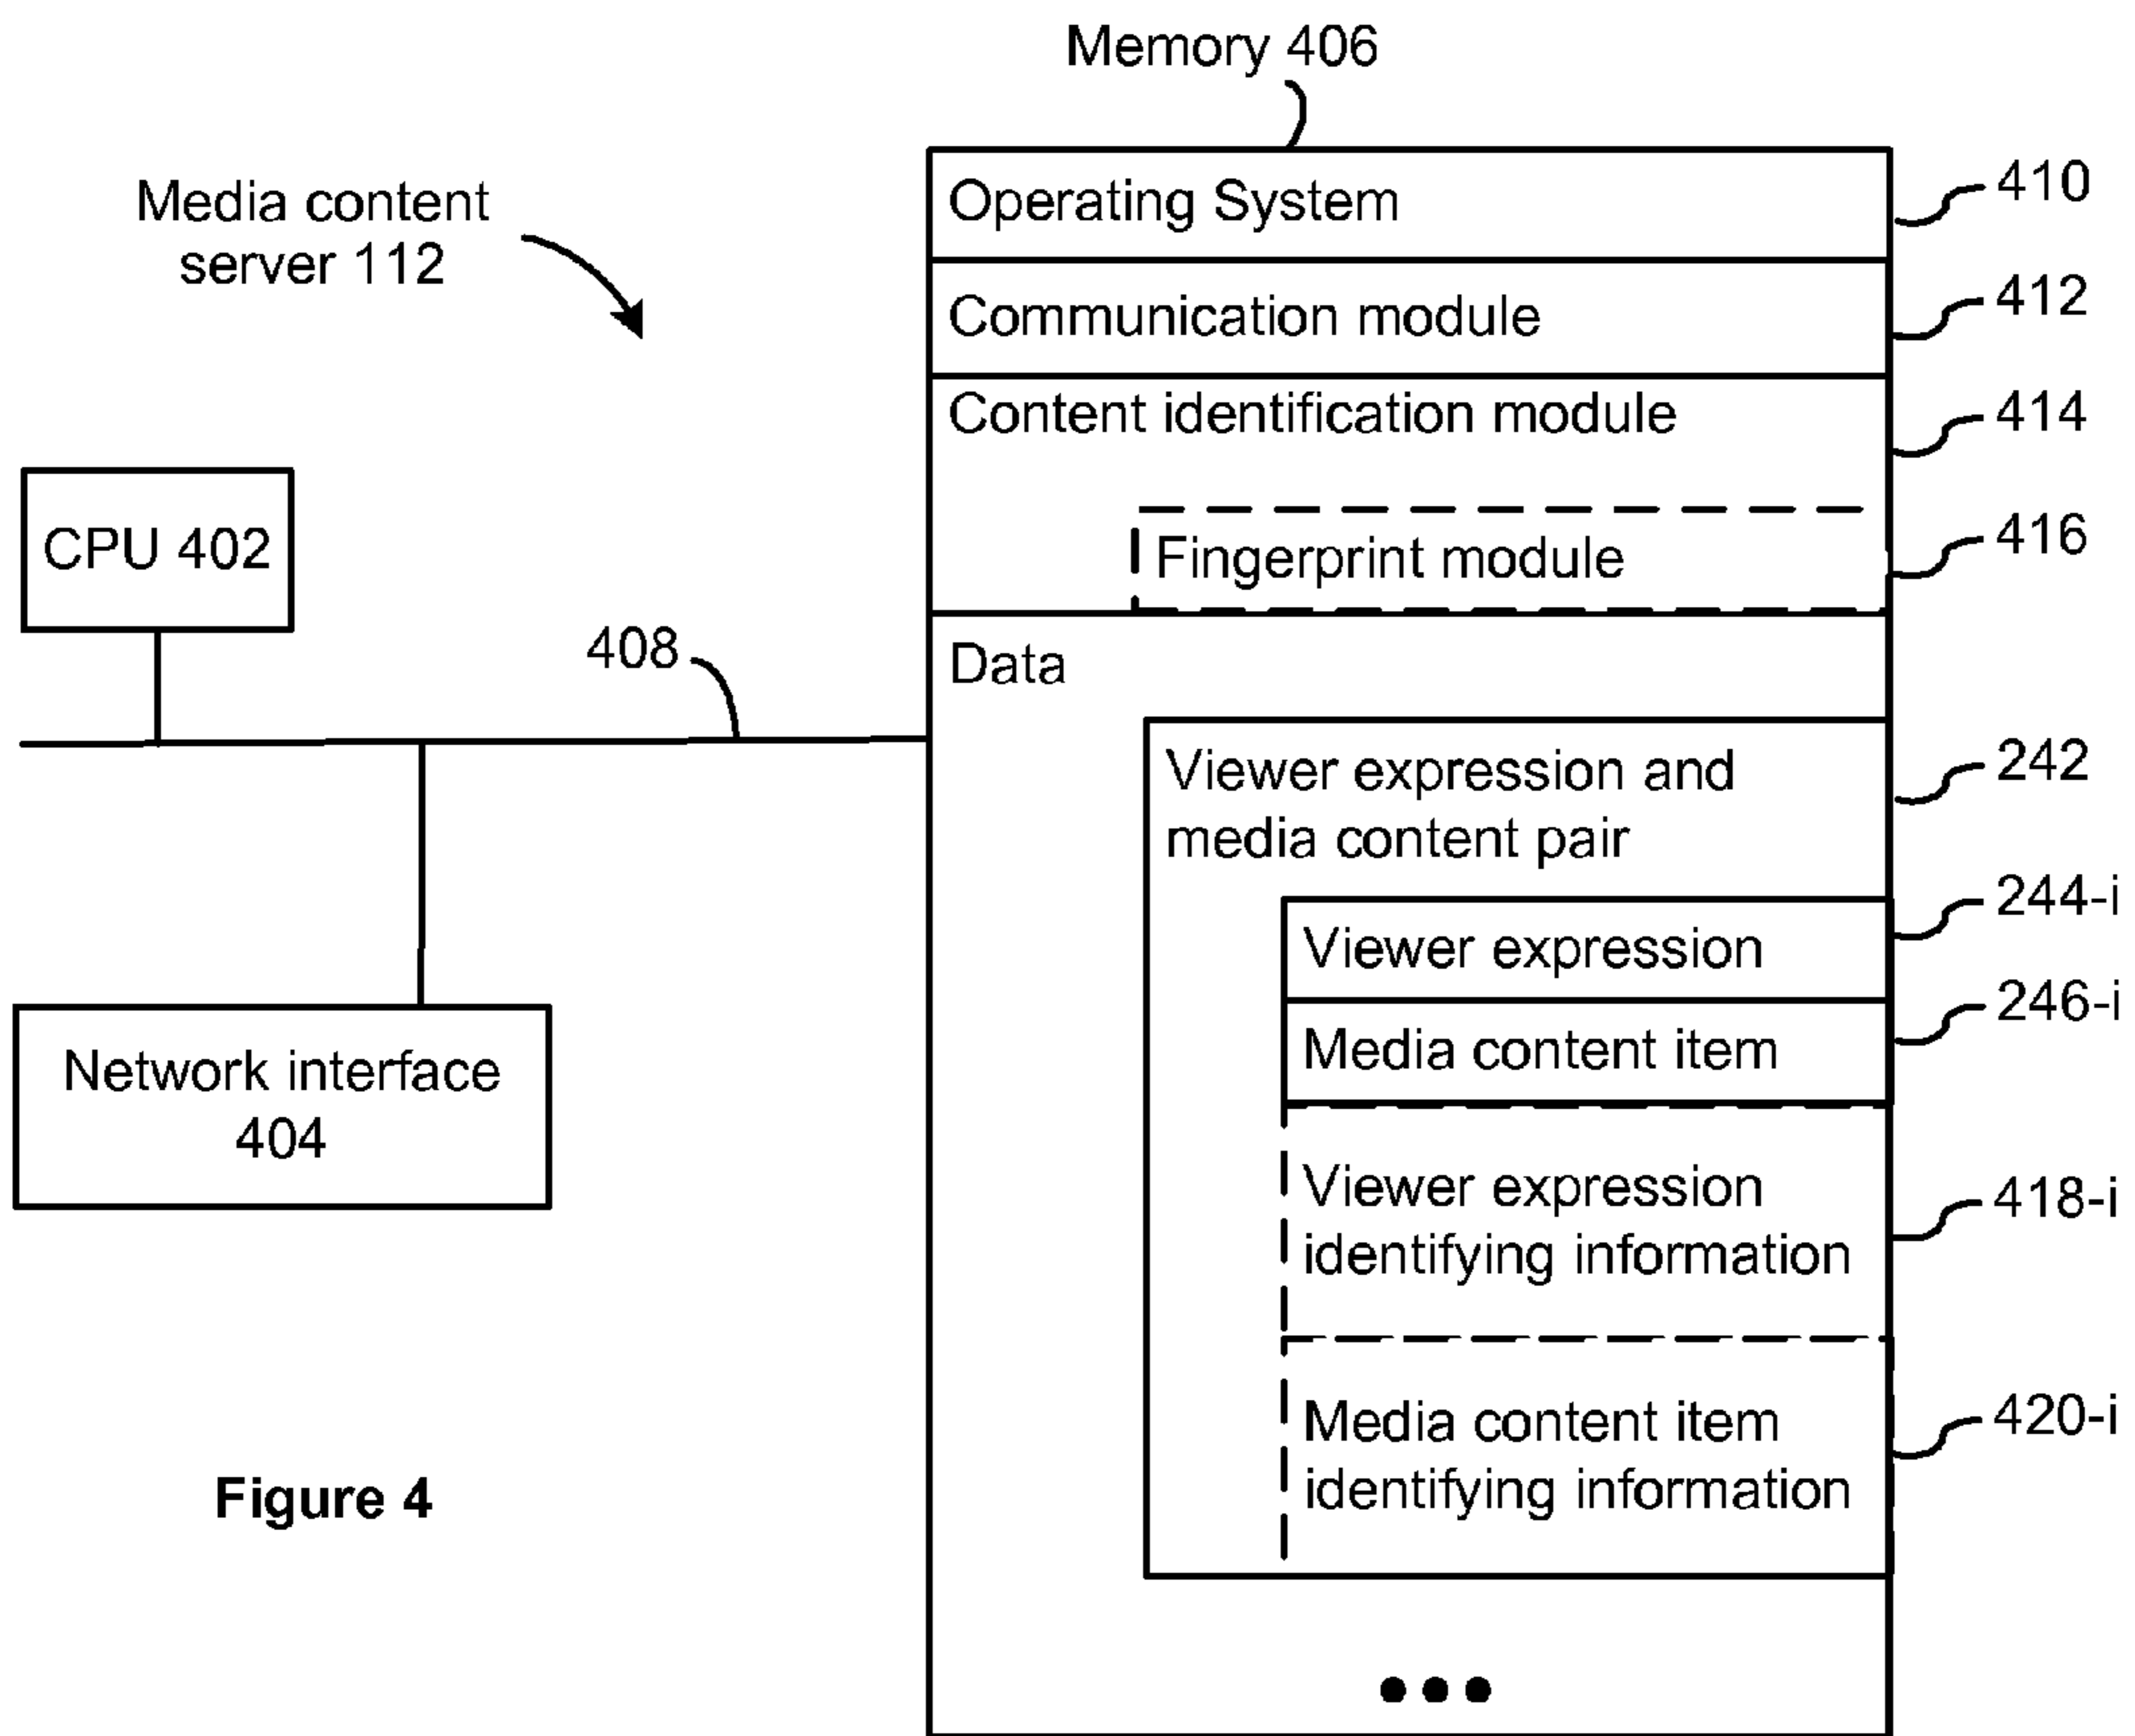 Memory 406
Media content
server 112
Operating System
410
Communication module
412
Content identification module
414
Fingerprint module
416
CPU 402
408
Data
Viewer expression and
media content pair
242
Viewer expression
244-i
Media content item
246-i
Network interface
404
Viewer expression
identifying information
418-i
Media content item
identifying information
420-i
Figure 4